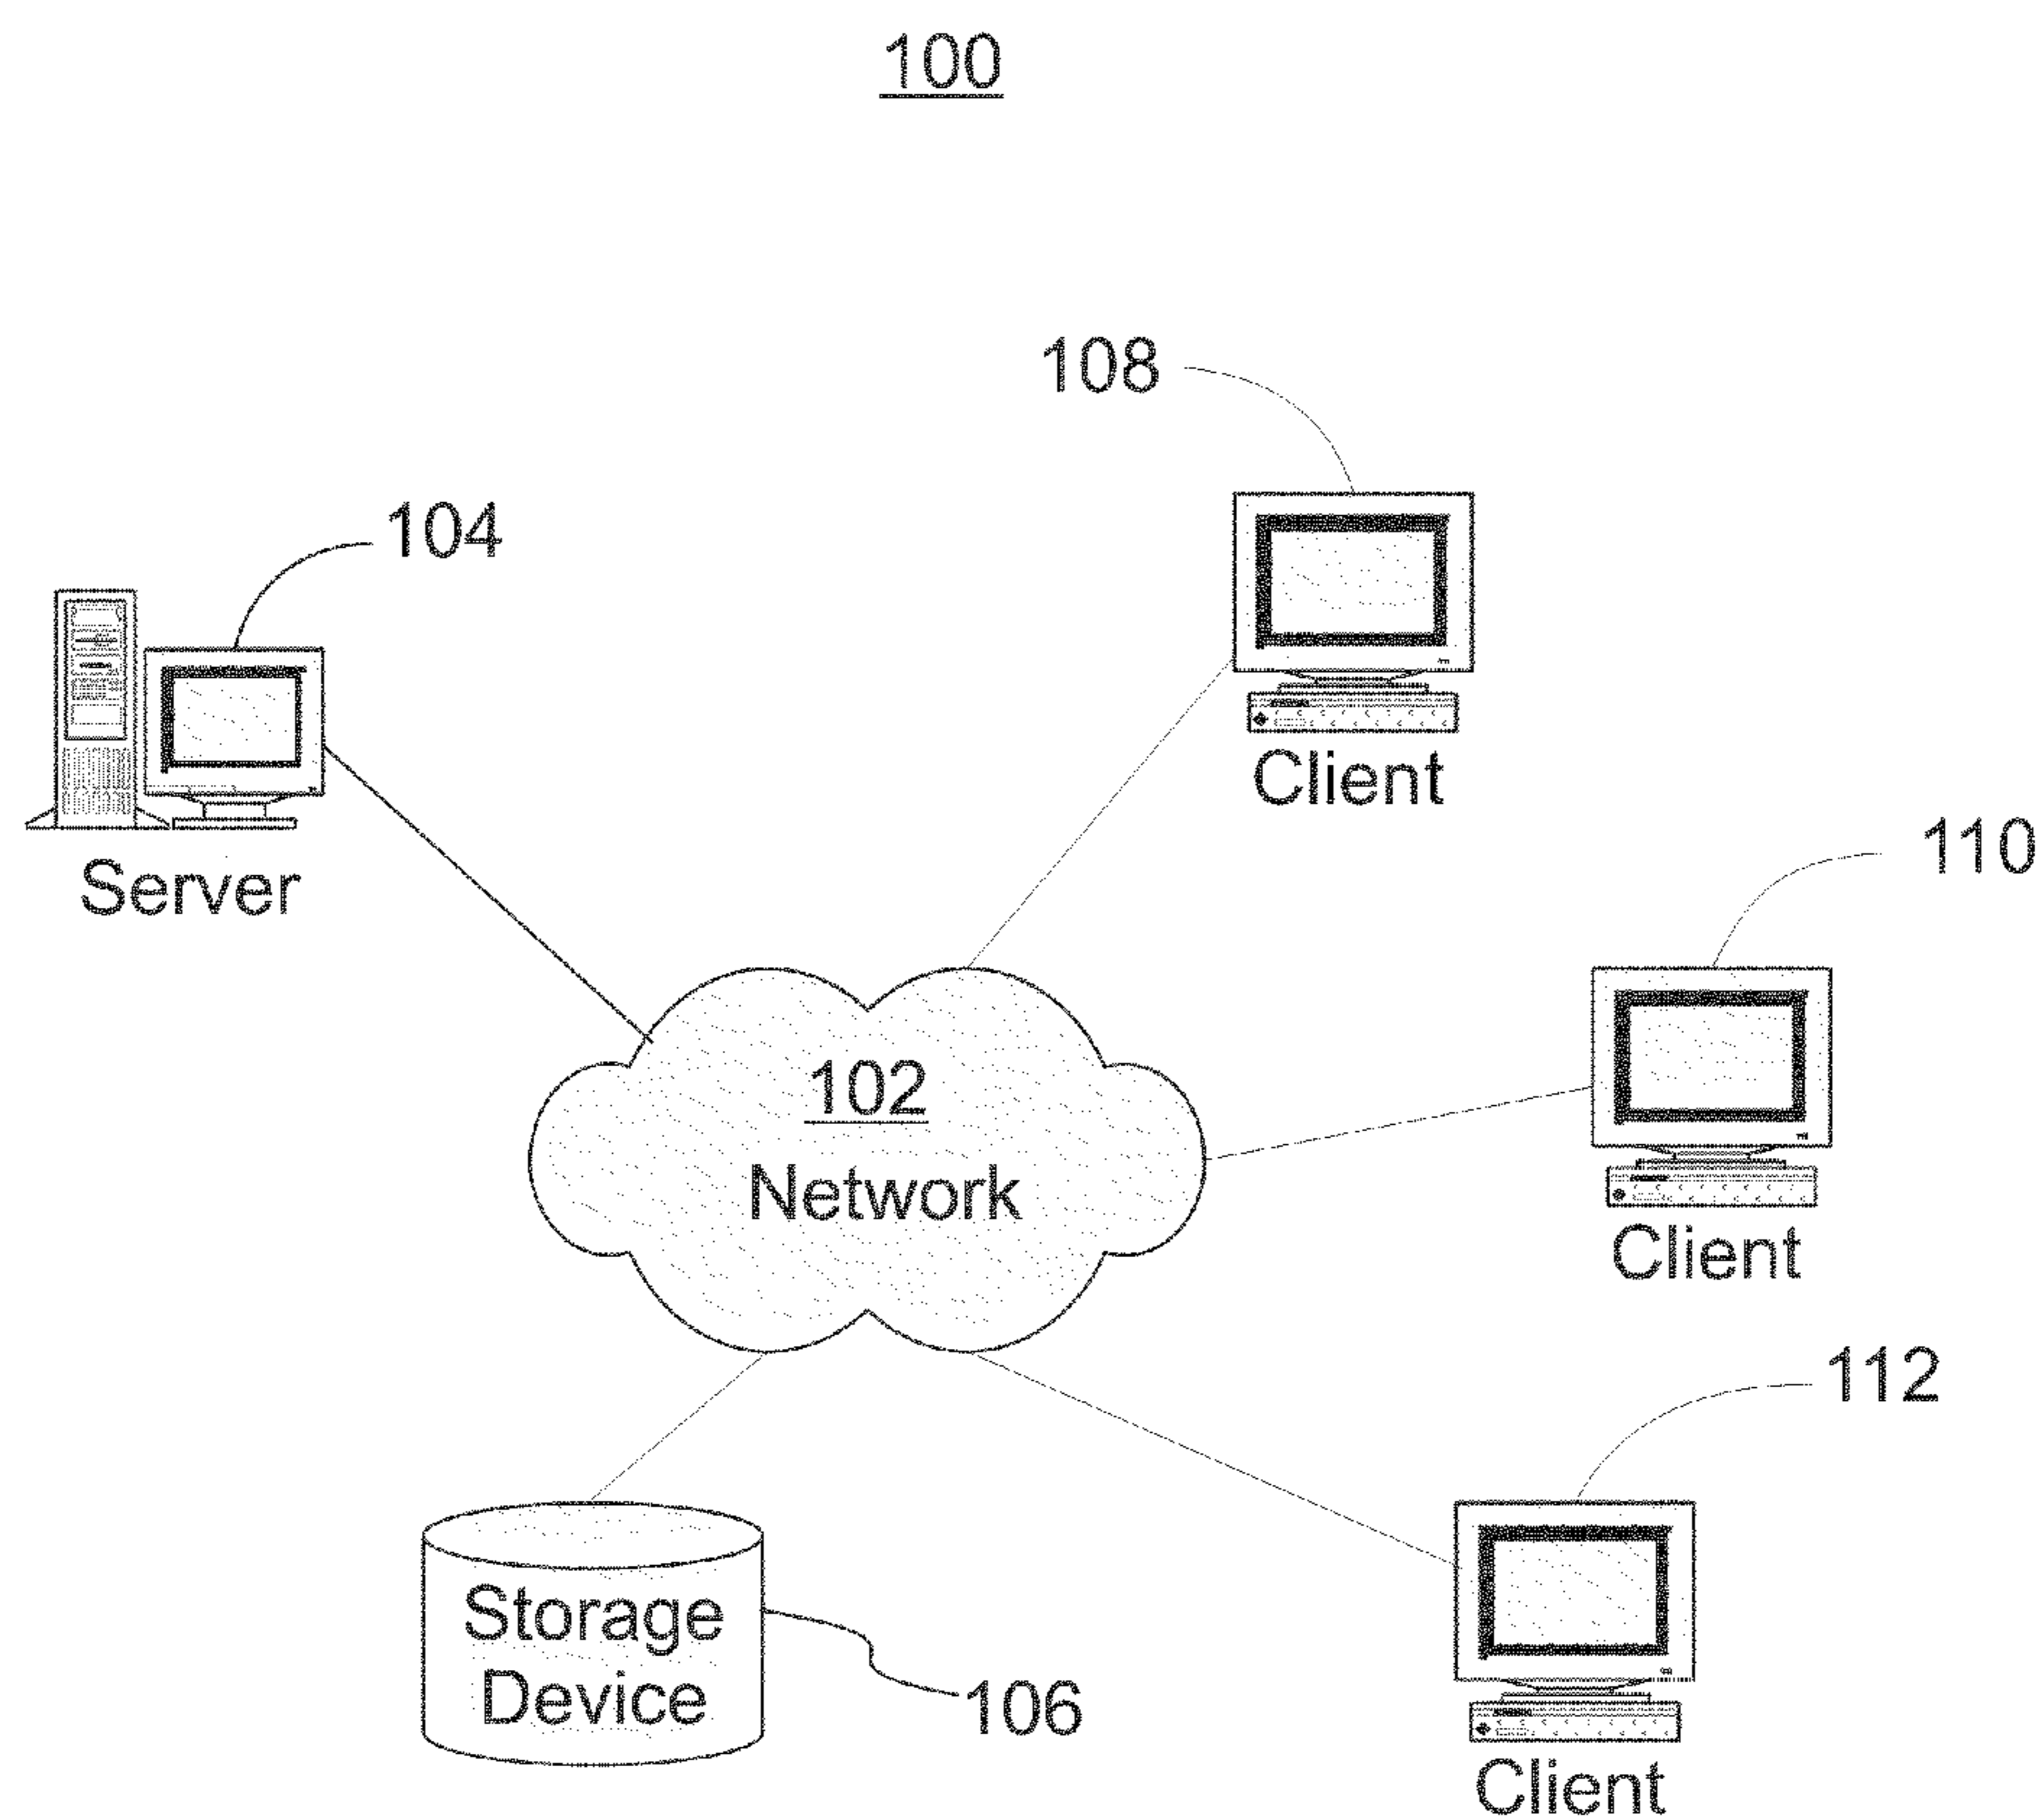 100
108
104
Client
110
Server
102
Network
Client
112
Storage
Device
106
Client